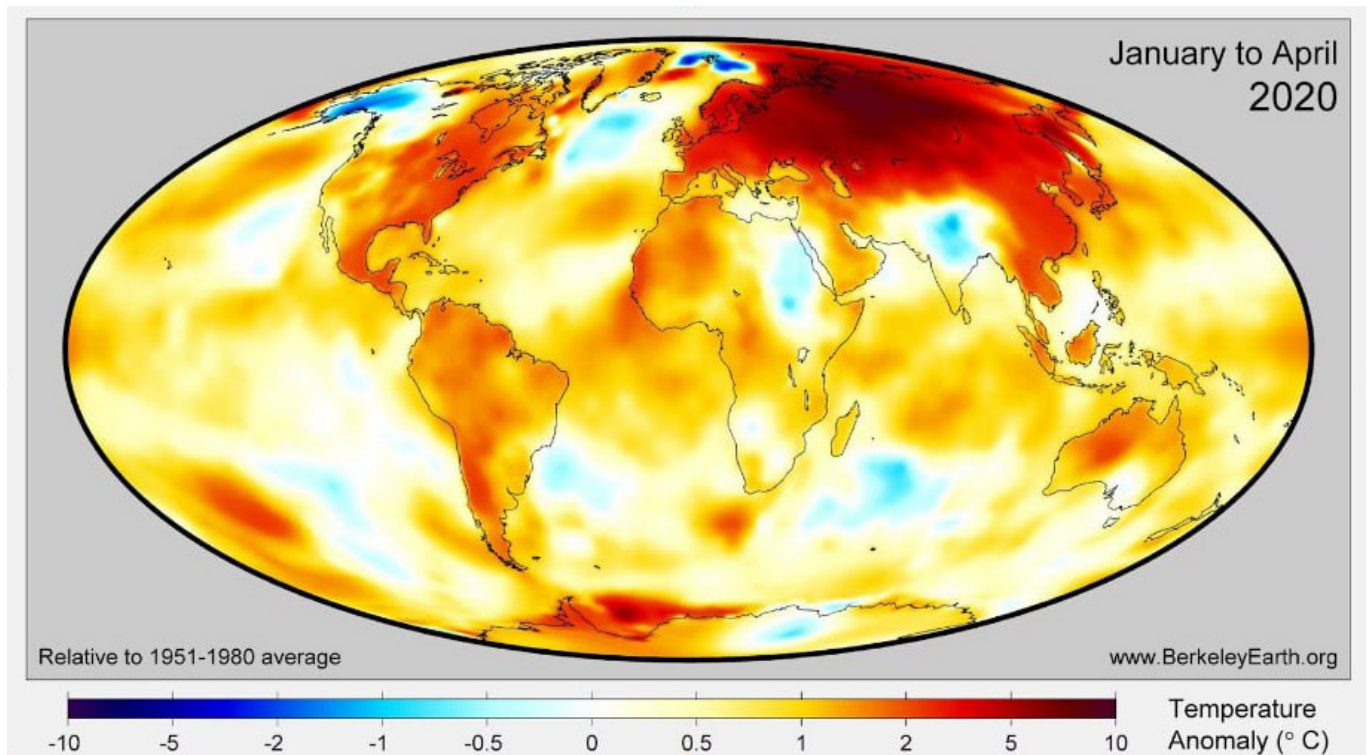 January to April
2020
Relative to 1951-1980 average
www.BerkeleyEarth.org
-10 -5 -2 -1 -0.5 0 0.5 1 2 5 10
Temperature
Anomaly (° C)